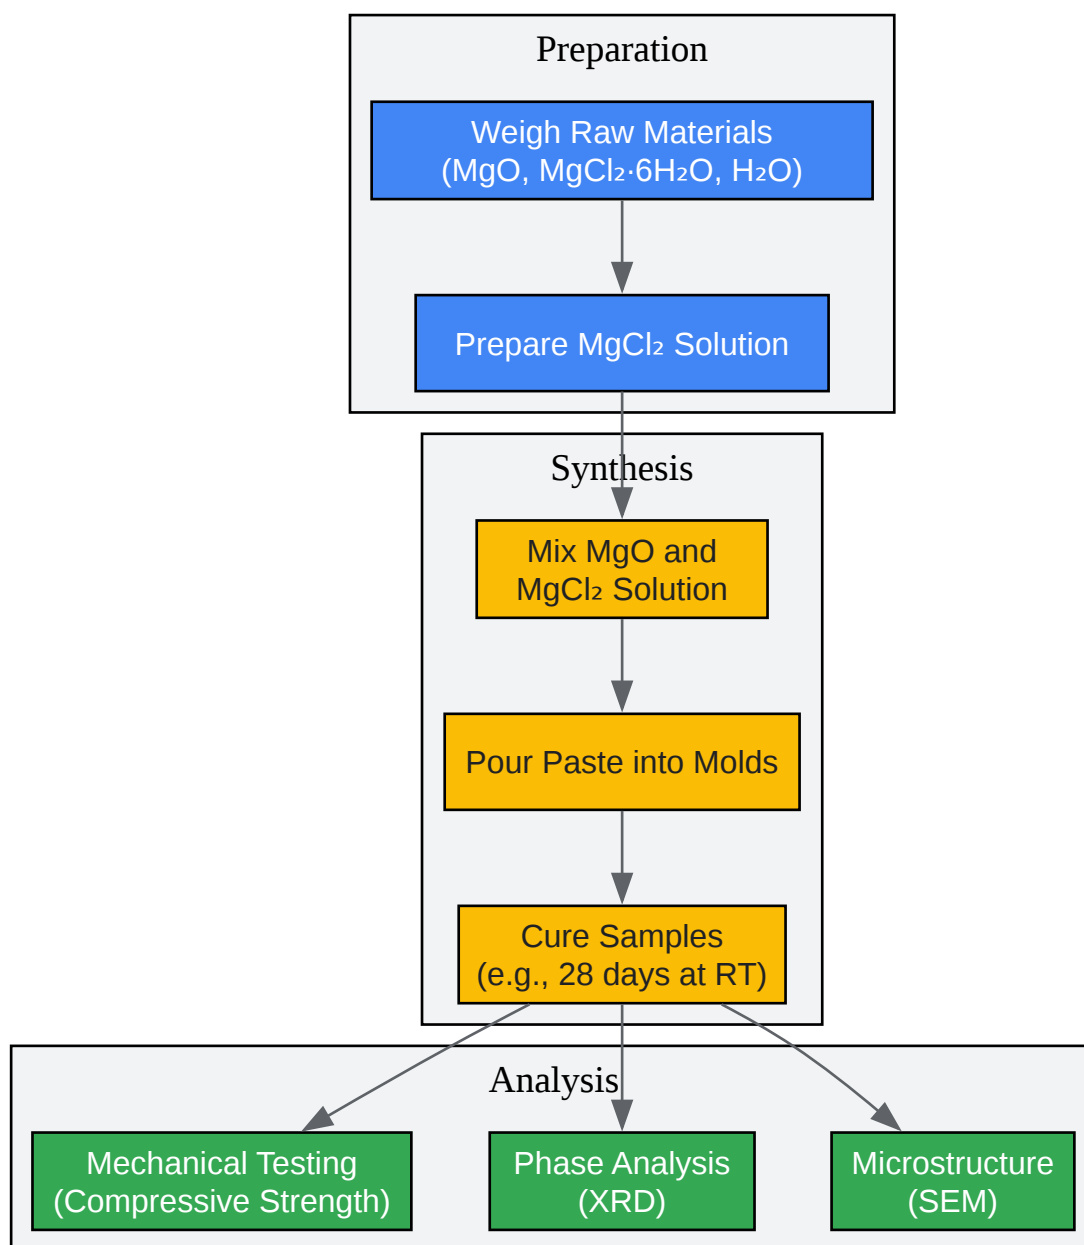 Preparation
Weigh Raw Materials
(MgO, MgCl₂·6H₂O, H₂O)
Prepare MgCl₂ Solution
Synthesis
Mix MgO and
MgCl₂ Solution
Pour Paste into Molds
Cure Samples
(e.g., 28 days at RT)
Analysis
Mechanical Testing
(Compressive Strength)
Phase Analysis
(XRD)
Microstructure
(SEM)